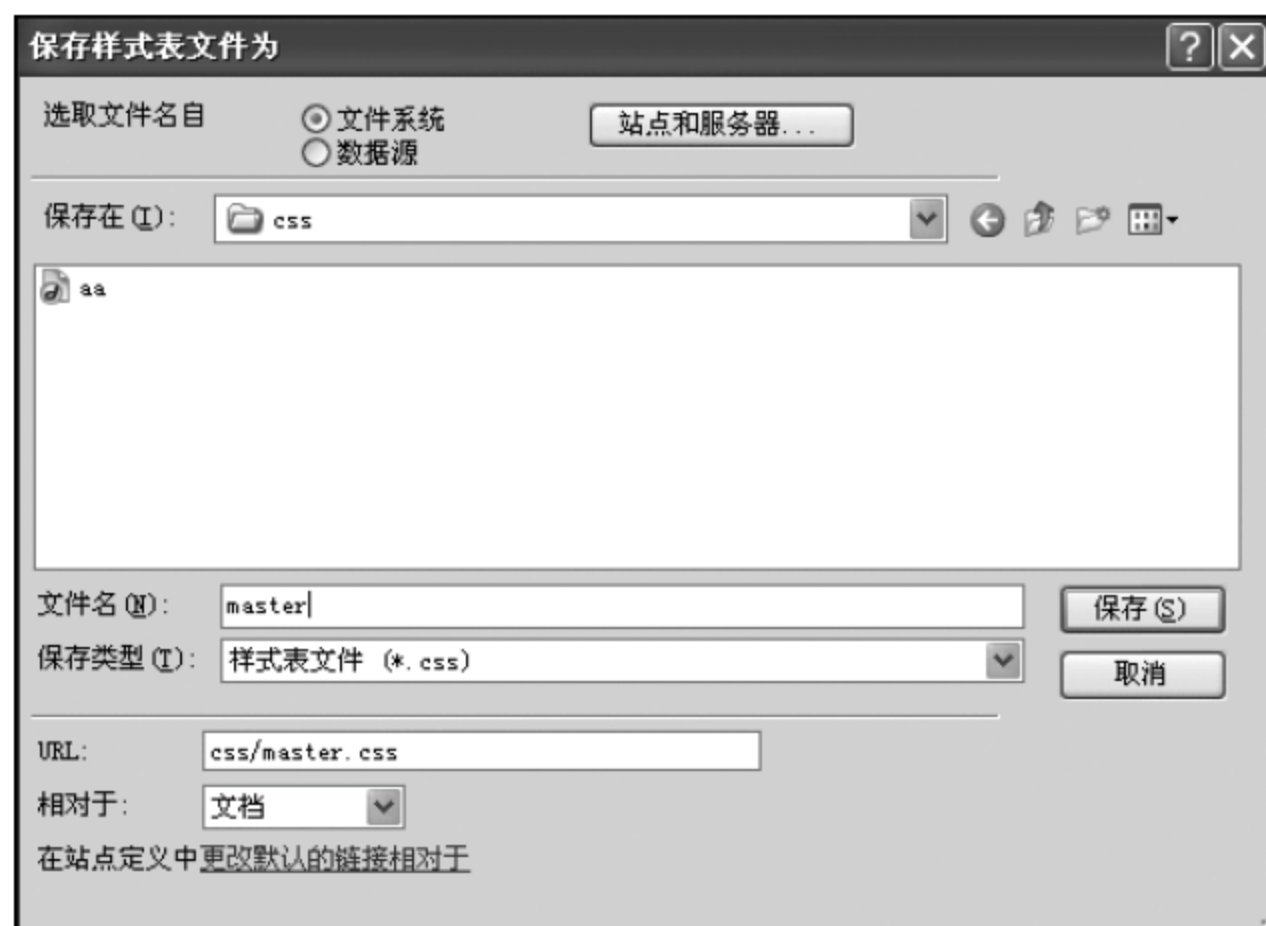 保存样式表文件为
选取文件名自
文件系统
站点和服务器...
数据源
保存在(I):
css
aa
文件名(N):
master
保存(S)
保存类型(T):
样式表文件 (*.css)
取消
URL:
css/master.css
相对于:
文档
在站点定义中更改默认的链接相对于